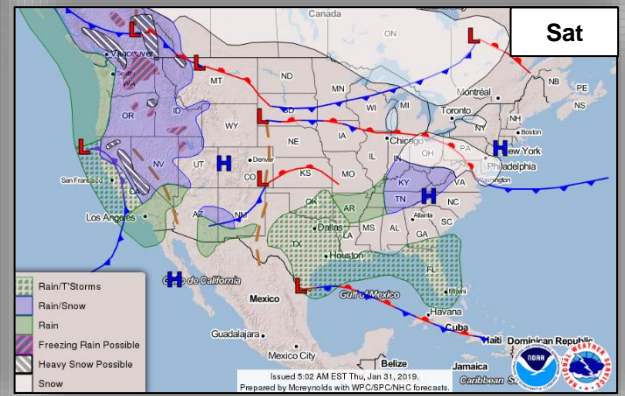 Sat
Canada
ON
Vancouver
WA
MT
ND
MN
Montréal
NB
PE
NS
OR
ID
SD
WI
MI
Toronto
NH
NY
Boston
WY
IA
Chicago
New York
NE
IL
IN
OH
PA
Philadelphia
Washington
NV
UT
CO
Denver
KS
MO
KY
VA
San Francisco
CA
TN
NC
Los Angeles
AZ
NM
OK
AR
Atlanta
SC
TX
Dallas
LA
MS
AL
GA
Houston
FL
Golfo de California
Miami
Mexico
Gulf of Mexico
Havana
Cuba
Haiti
Dominican Republic
Guadalajara
Mexico City
Belize
Jamaica
L
L
L
L
L
L
L
H
H
H
H
Rain/T'Storms
Rain/Snow
Rain
Freezing Rain Possible
Heavy Snow Possible
Snow
Issued 5:02 AM EST Thu, Jan 31, 2019.
Prepared by Mcreynolds with WPC/SPC/NHC forecasts.
Caribbean
NOAA